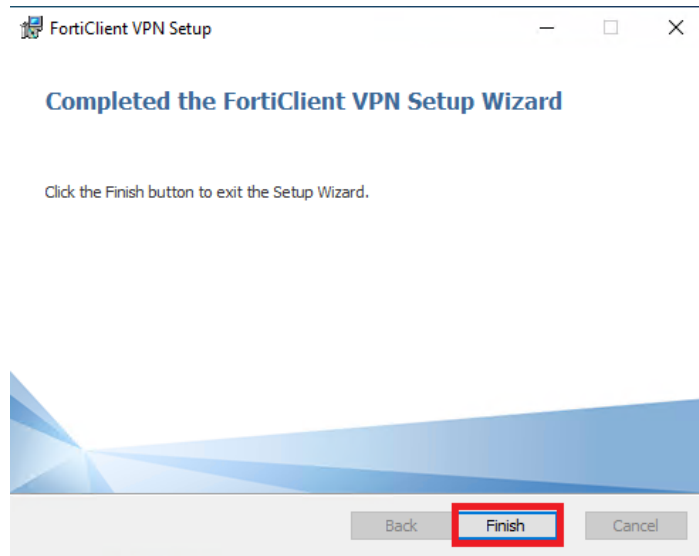 FortiClient VPN Setup
Completed the FortiClient VPN Setup Wizard
Click the Finish button to exit the Setup Wizard.
Back Finish Cancel